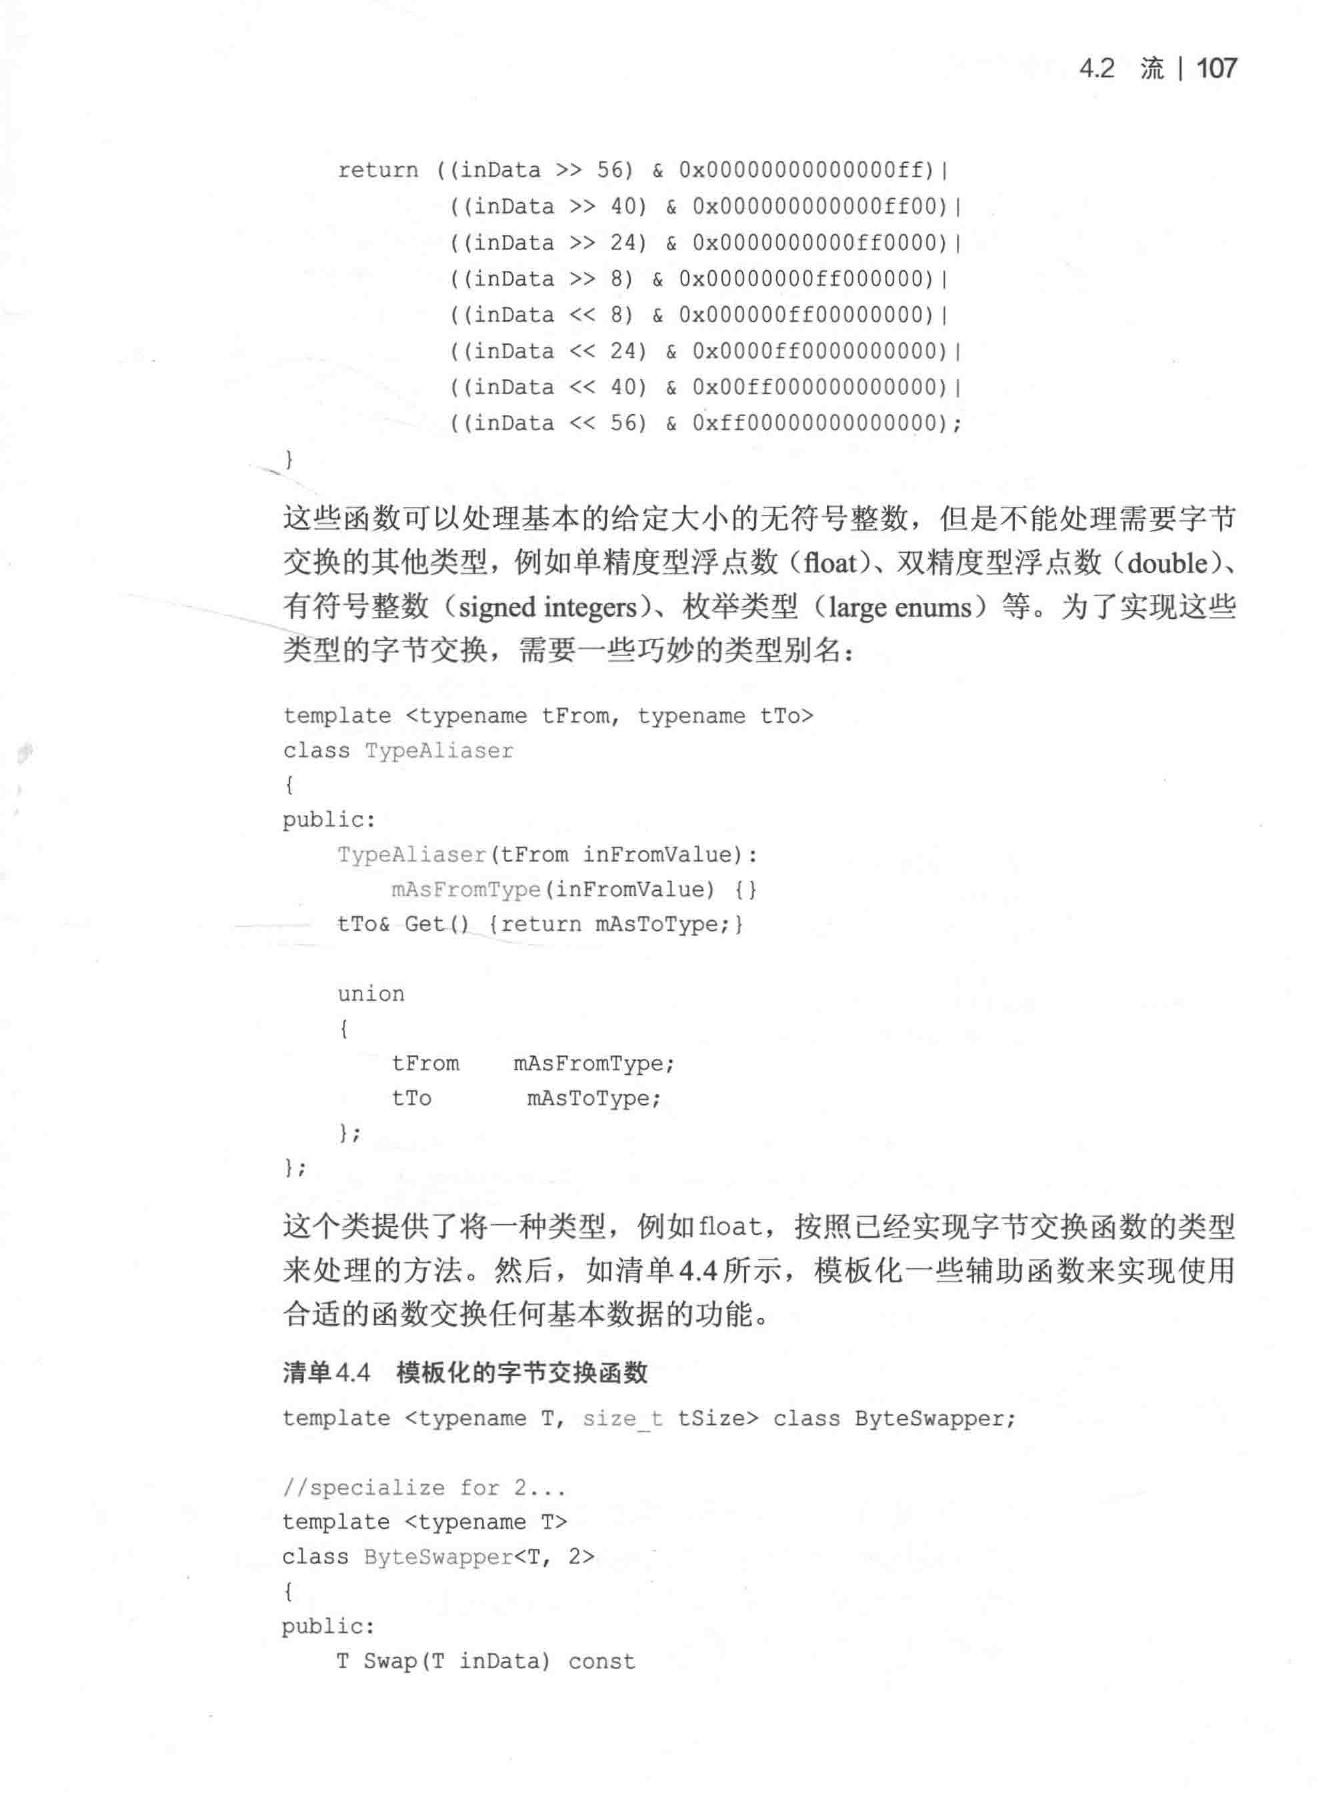 4.2 流 | 107
return ((inData >> 56) & 0x00000000000000ff)|
((inData >> 40) & 0x000000000000ff00)|
((inData >> 24) & 0x0000000000ff0000)|
((inData >> 8) & 0x00000000ff000000)|
((inData << 8) & 0x000000ff00000000)|
((inData << 24) & 0x0000ff0000000000)|
((inData << 40) & 0x00ff000000000000)|
((inData << 56) & 0xff00000000000000);
}
这些函数可以处理基本的给定大小的无符号整数，但是不能处理需要字节
交换的其他类型，例如单精度型浮点数（float）、双精度型浮点数（double）、
有符号整数（signed integers）、枚举类型（large enums）等。为了实现这些
类型的字节交换，需要一些巧妙的类型别名：
template <typename tFrom, typename tTo>
class TypeAliaser
{
public:
TypeAliaser(tFrom inFromValue):
mAsFromType(inFromValue) {}
tTo& Get() {return mAsToType;}
union
{
tFrom mAsFromType;
tTo mAsToType;
};
};
这个类提供了将一种类型，例如float，按照已经实现字节交换函数的类型
来处理的方法。然后，如清单4.4所示，模板化一些辅助函数来实现使用
合适的函数交换任何基本数据的功能。
清单4.4 模板化的字节交换函数
template <typename T, size_t tSize> class ByteSwapper;
//specialize for 2...
template <typename T>
class ByteSwapper<T, 2>
{
public:
T Swap(T inData) const